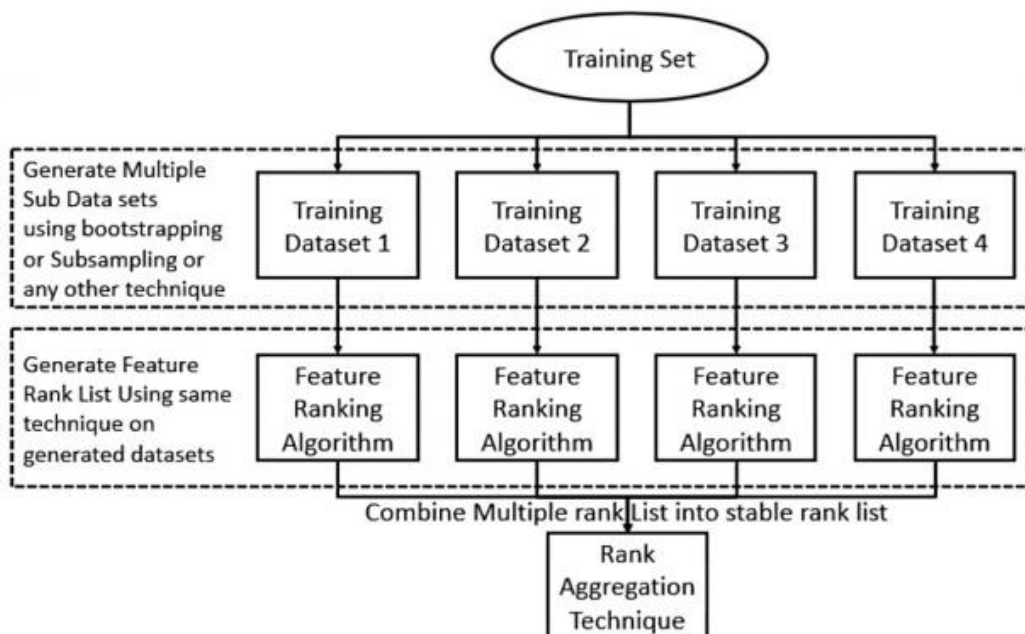 Training Set
Generate Multiple
Sub Data sets
using bootstrapping
or Subsampling or
any other technique
Training
Dataset 1
Training
Dataset 2
Training
Dataset 3
Training
Dataset 4
Generate Feature
Rank List Using same
technique on
generated datasets
Feature
Ranking
Algorithm
Feature
Ranking
Algorithm
Feature
Ranking
Algorithm
Feature
Ranking
Algorithm
Combine Multiple rank List into stable rank list
Rank
Aggregation
Technique